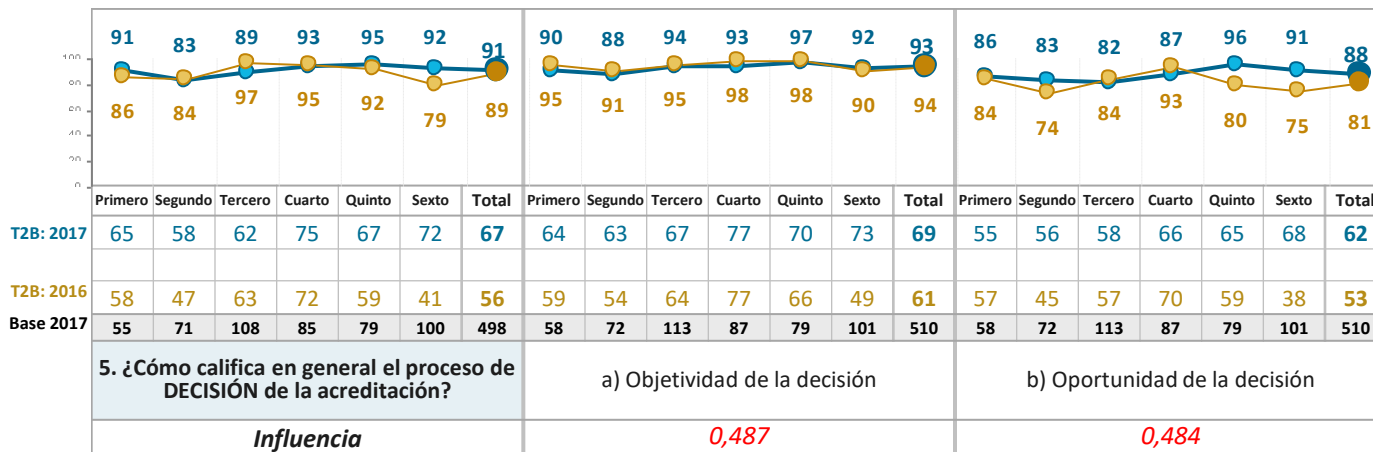 91 83 89 93 95 92 91 90 88 94 93 97 92 93 86 83 82 87 96 91 88
100
80
60
40
20
0
86 84 97 95 92 79 89 95 91 95 98 98 90 94 84 74 84 93 80 75 81
Primero Segundo Tercero Cuarto Quinto Sexto Total Primero Segundo Tercero Cuarto Quinto Sexto Total Primero Segundo Tercero Cuarto Quinto Sexto Total
T2B: 2017 65 58 62 75 67 72 67 64 63 67 77 70 73 69 55 56 58 66 65 68 62
T2B: 2016 58 47 63 72 59 41 56 59 54 64 77 66 49 61 57 45 57 70 59 38 53
Base 2017 55 71 108 85 79 100 498 58 72 113 87 79 101 510 58 72 113 87 79 101 510
5. ¿Cómo califica en general el proceso de
DECISIÓN de la acreditación?
a) Objetividad de la decisión
b) Oportunidad de la decisión
Influencia 0,487 0,484